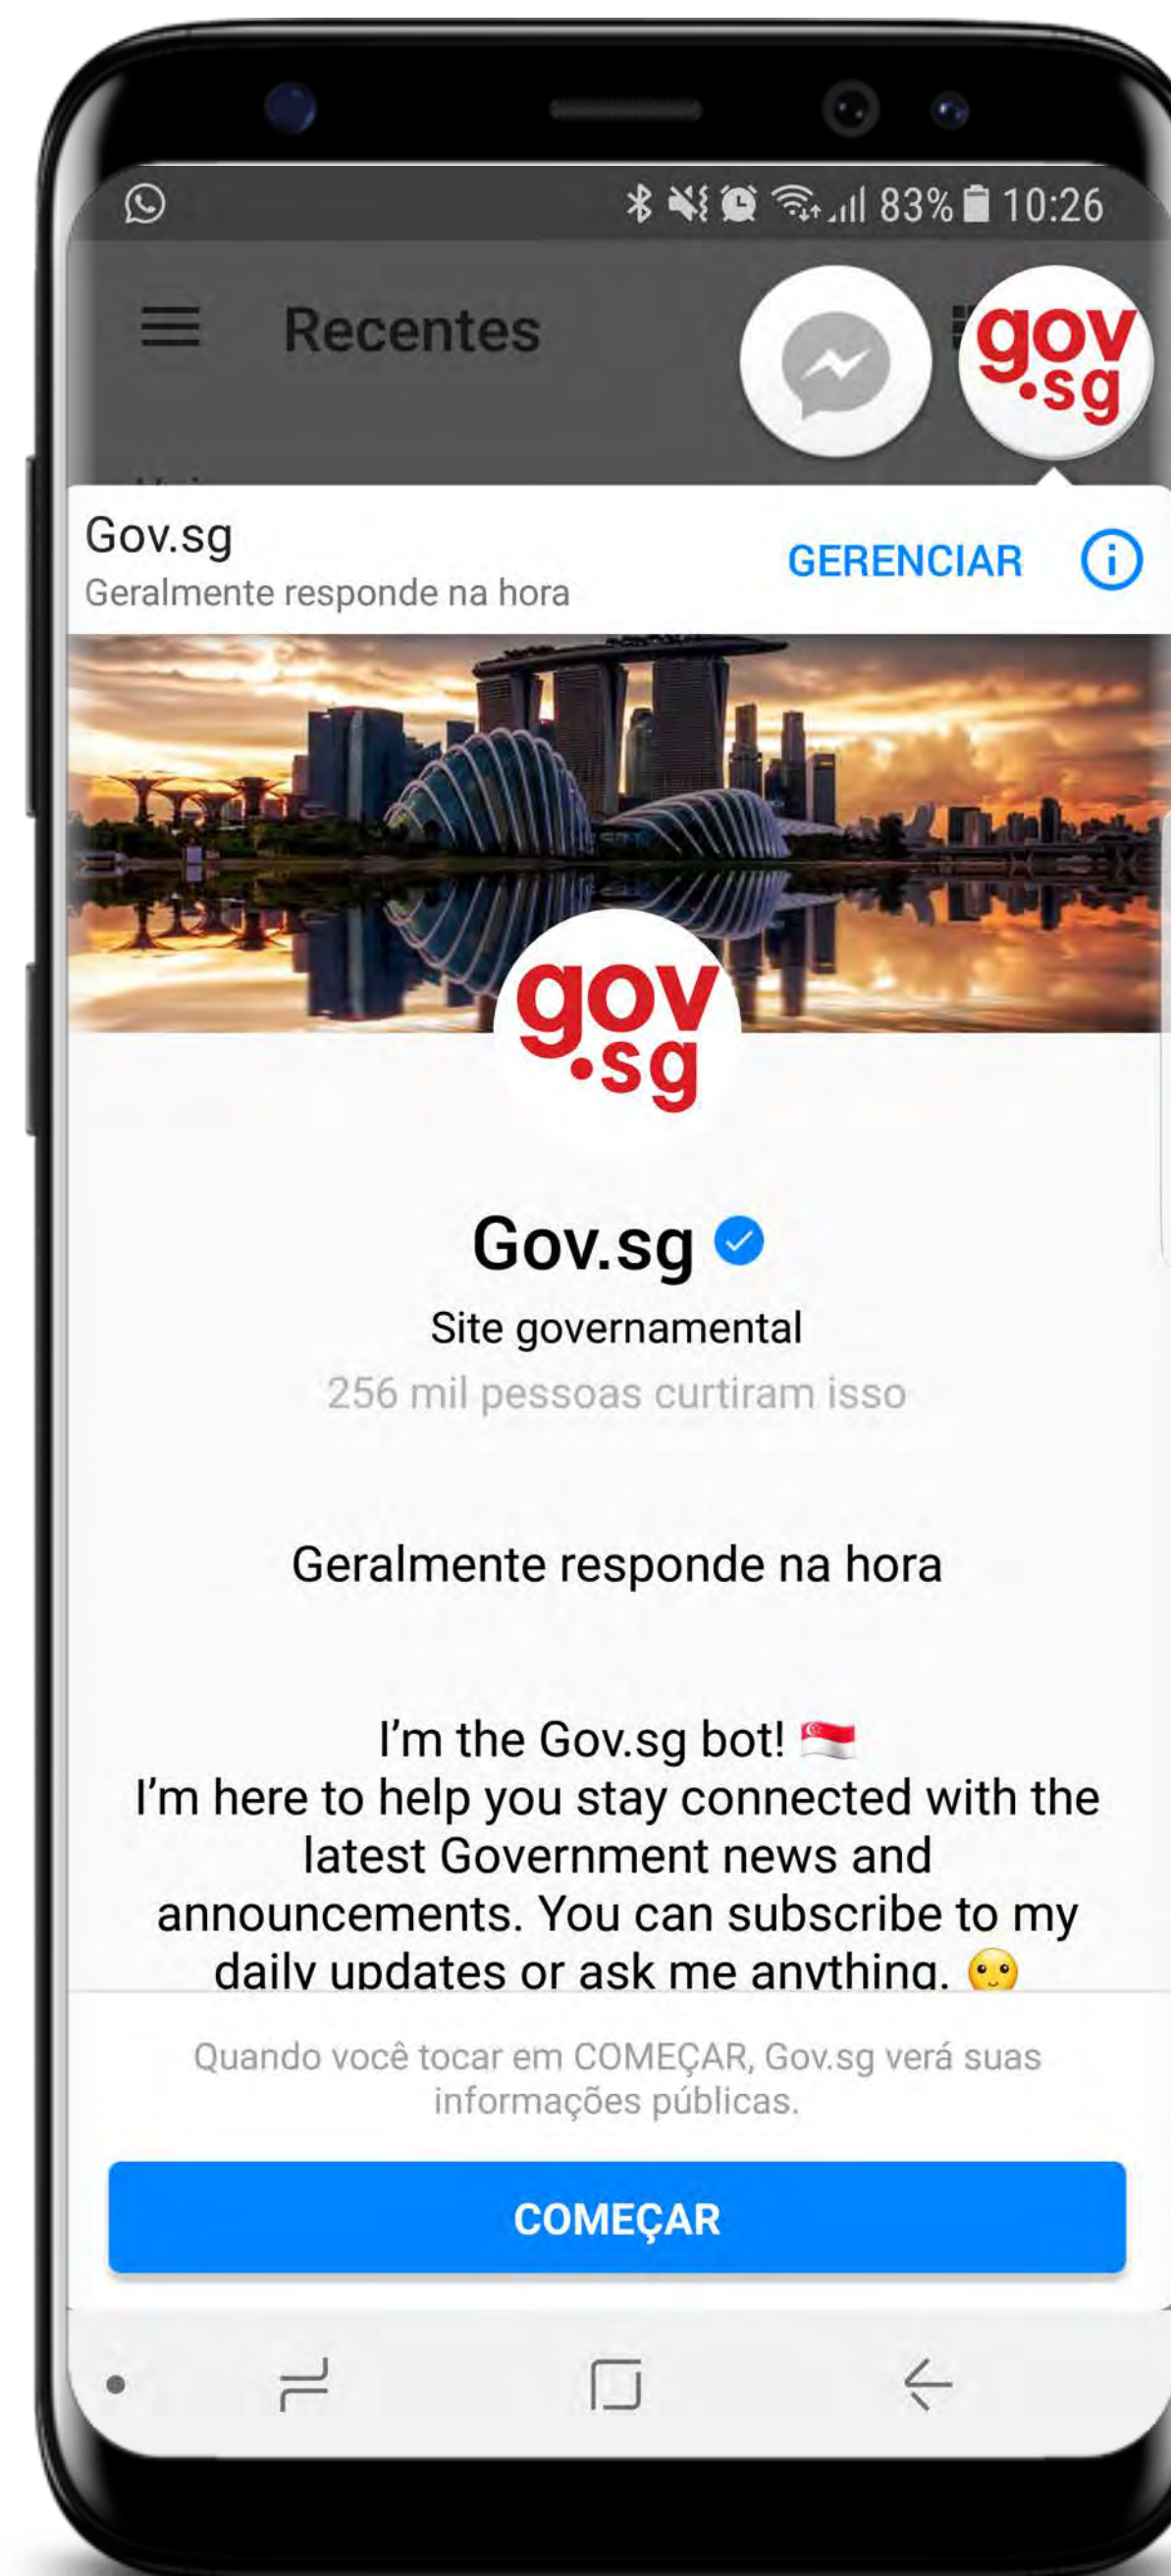 83% 10:26
Recentes
gov
.sg
Gov.sg
GERENCIAR
Geralmente responde na hora
gov
.sg
Gov.sg
Site governamental
256 mil pessoas curtiram isso
Geralmente responde na hora
I'm the Gov.sg bot! 🇸🇬
I'm here to help you stay connected with the
latest Government news and
announcements. You can subscribe to my
daily updates or ask me anything. 🙂
Quando você tocar em COMEÇAR, Gov.sg verá suas
informações públicas.
COMEÇAR